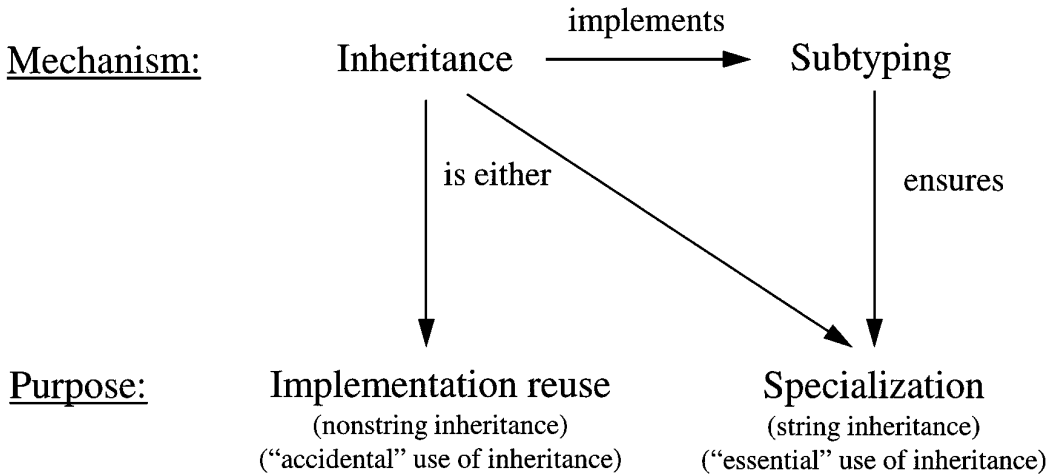 implements
Mechanism: Inheritance Subtyping
is either
ensures
Purpose: Implementation reuse Specialization
(nonstring inheritance) (string inheritance)
(“accidental” use of inheritance) (“essential” use of inheritance)